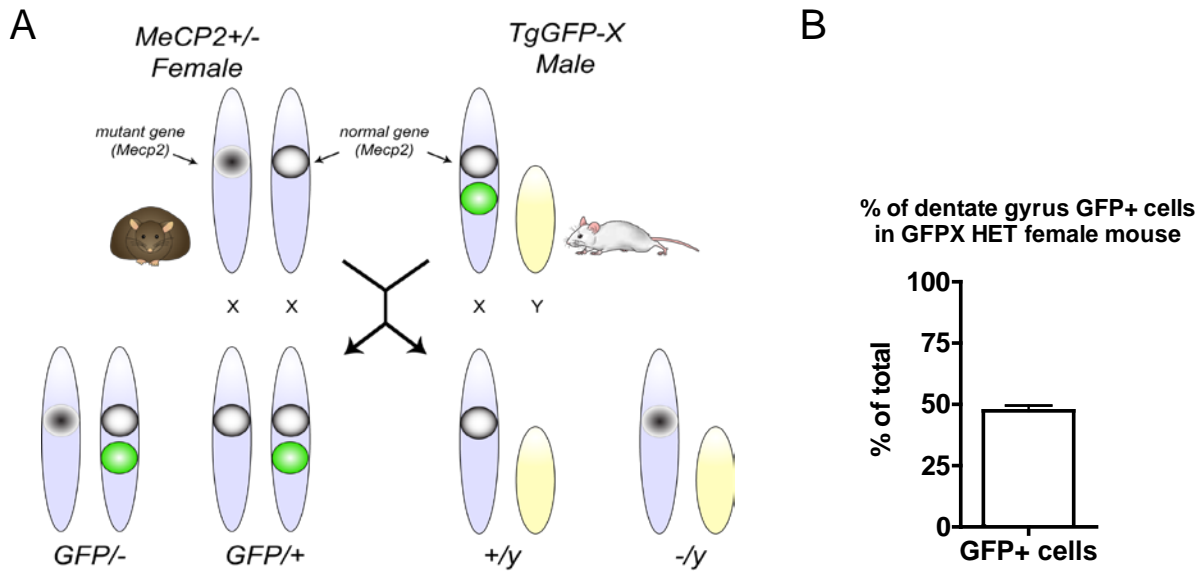 A
MeCP2+/-
Female
TgGFP-X
Male
mutant gene
(Mecp2)
normal gene
(Mecp2)
X
X
X
Y
GFP/-
GFP/+
+/y
-/y
B
% of dentate gyrus GFP+ cells
in GFPX HET female mouse
% of total
100
75
50
25
0
GFP+ cells